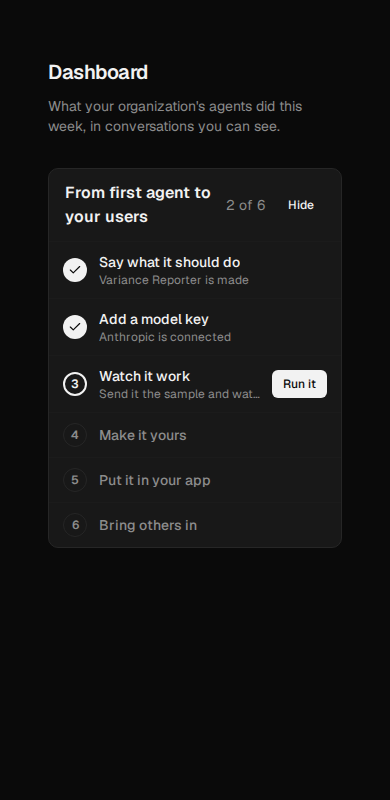 Dashboard
What your organization's agents did this
week, in conversations you can see.
From first agent to
your users
2 of 6
Hide
Say what it should do
Variance Reporter is made
Add a model key
Anthropic is connected
3
Watch it work
Send it the sample and wat...
Run it
4
Make it yours
5
Put it in your app
6
Bring others in